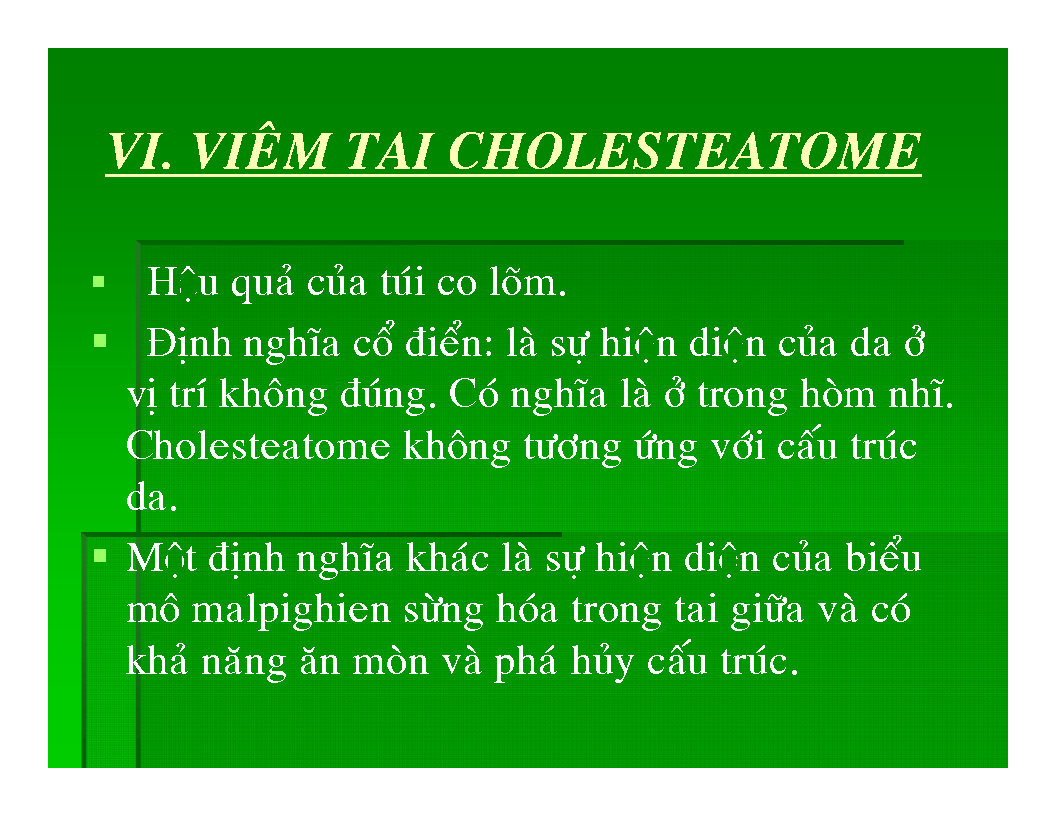 VI. VIÊM TAI CHOLESTEATOME
Hậu quả của túi co lõm.
Định nghĩa cổ điển: là sự hiện diện của da ở
vị trí không đúng. Có nghĩa là ở trong hòm nhĩ.
Cholesteatome không tương ứng với cấu trúc
da.
Một định nghĩa khác là sự hiện diện của biểu
mô malpighien sừng hóa trong tai giữa và có
khả năng ăn mòn và phá hủy cấu trúc.